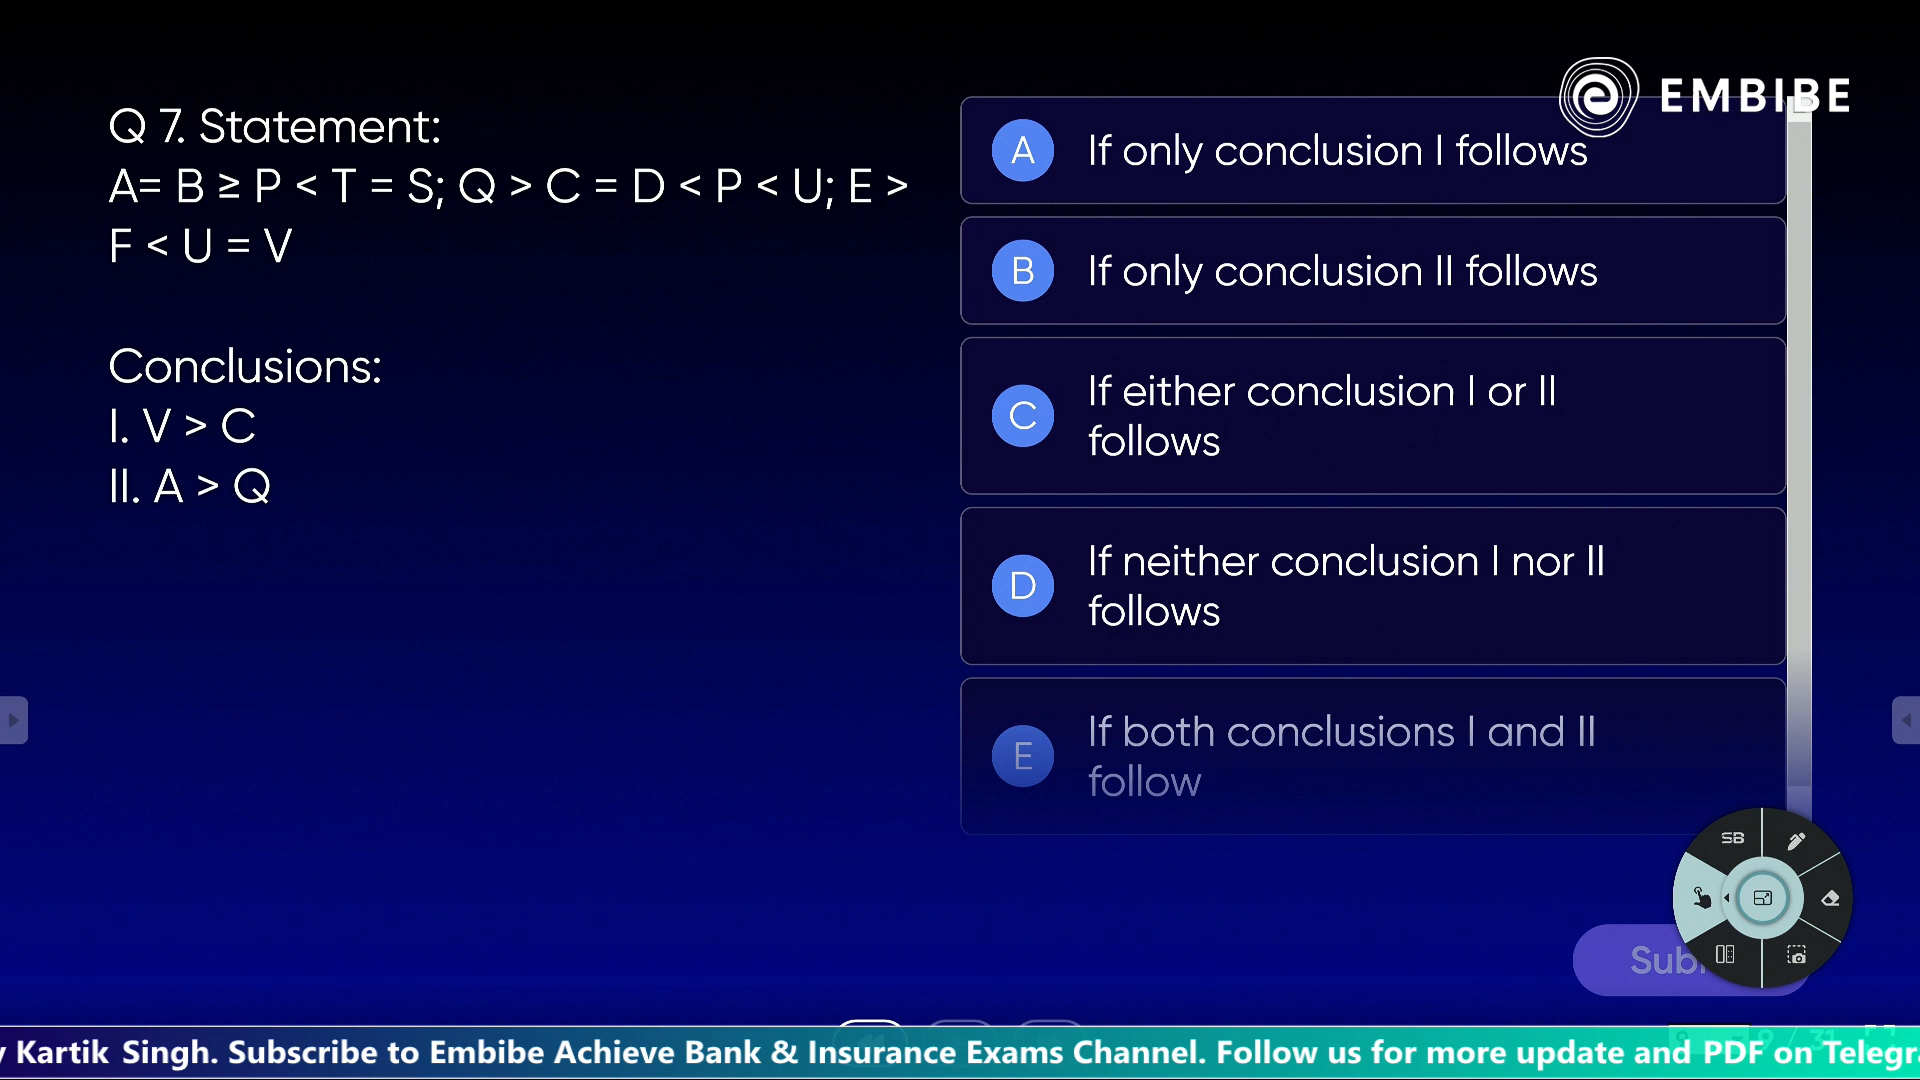 EMBIBE
Q 7. Statement:
A= B ≥ P < T = S; Q > C = D < P < U; E >
F < U = V
Conclusions:
I. V > C
II. A > Q
A If only conclusion I follows
B If only conclusion II follows
C If either conclusion I or II
follows
D If neither conclusion I nor II
follows
E If both conclusions I and II
follow
SB
y Kartik Singh. Subscribe to Embibe Achieve Bank & Insurance Exams Channel. Follow us for more update and PDF on Telegr